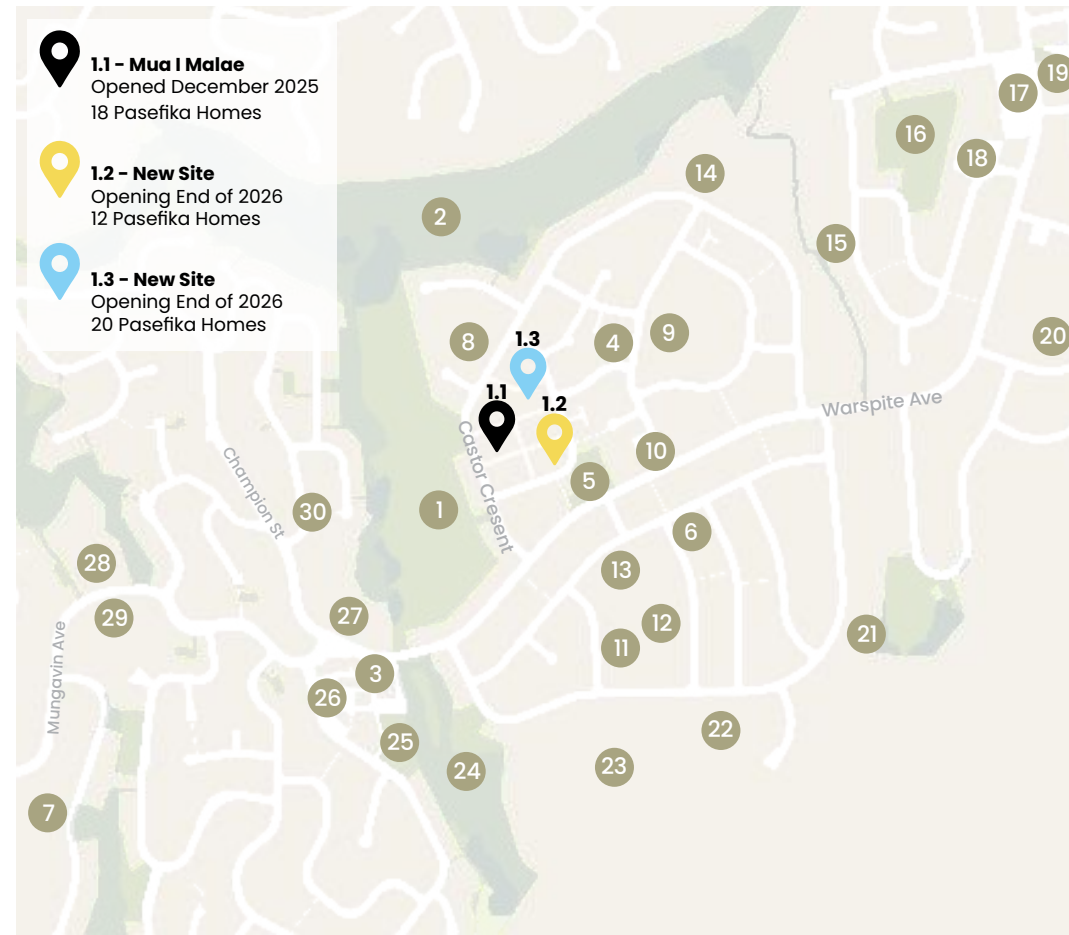 1.1 - Mua I Malae
Opened December 2025
18 Pasefika Homes
1.2 - New Site
Opening End of 2026
12 Pasefika Homes
1.3 - New Site
Opening End of 2026
20 Pasefika Homes
19
17
16
18
14
2
15
8
1.3
4
9
20
1.1
1.2
Warspite Ave
Castor Cresent
10
5
Champion St
30
1
6
28
13
29
27
12
21
11
Mungavin Ave
3
26
25
22
24
23
7